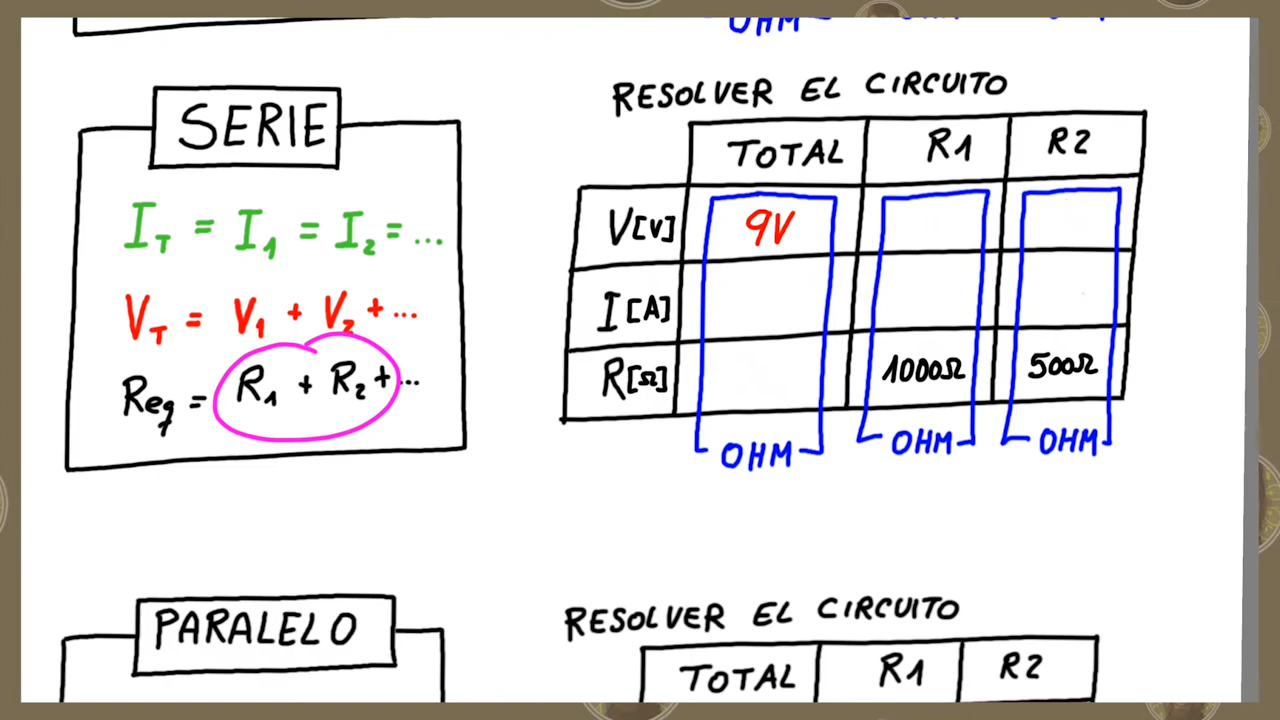 OHM
SERIE
I_T = I_1 = I_2 = ...
V_T = V_1 + V_2 + ...
Req = R_1 + R_2 + ...
RESOLVER EL CIRCUITO
TOTAL R1 R2
V[V] 9V
I[A]
R[Ω] 1000Ω 500Ω
OHM OHM OHM
PARALELO
RESOLVER EL CIRCUITO
TOTAL R1 R2